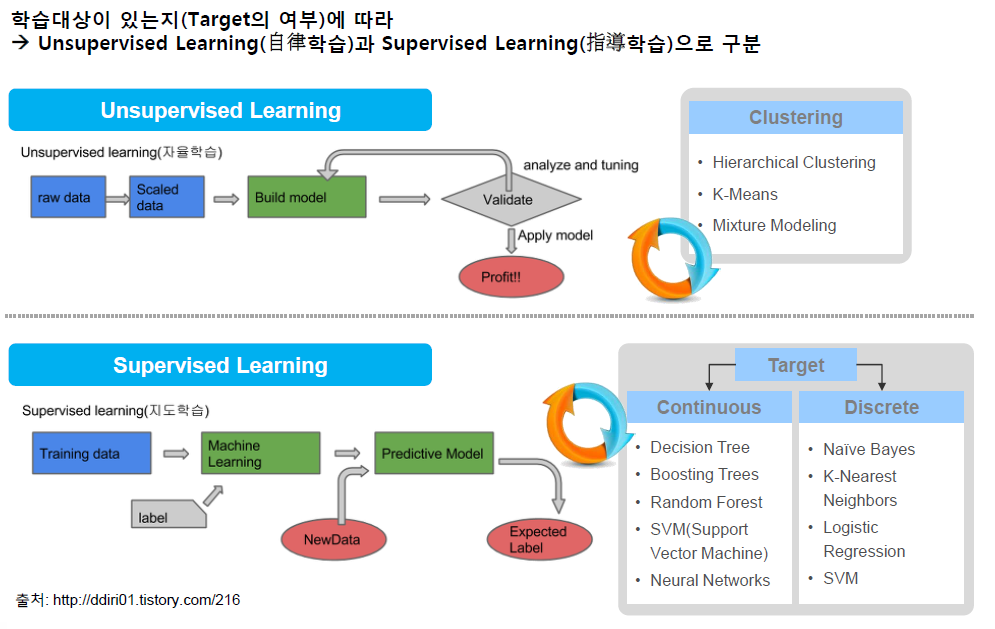 학습대상이 있는지(Target의 여부)에 따라
→ Unsupervised Learning(自律학습)과 Supervised Learning(指導학습)으로 구분
Unsupervised Learning
Unsupervised learning(자율학습)
raw data
Scaled
data
Build model
analyze and tuning
Validate
Apply model
Profit!!
Clustering
• Hierarchical Clustering
• K-Means
• Mixture Modeling
Supervised Learning
Supervised learning(지도학습)
Training data
Machine
Learning
Predictive Model
label
NewData
Expected
Label
Target
Continuous
• Decision Tree
• Boosting Trees
• Random Forest
• SVM(Support
Vector Machine)
• Neural Networks
Discrete
• Naïve Bayes
• K-Nearest
Neighbors
• Logistic
Regression
• SVM
출처: http://ddiri01.tistory.com/216